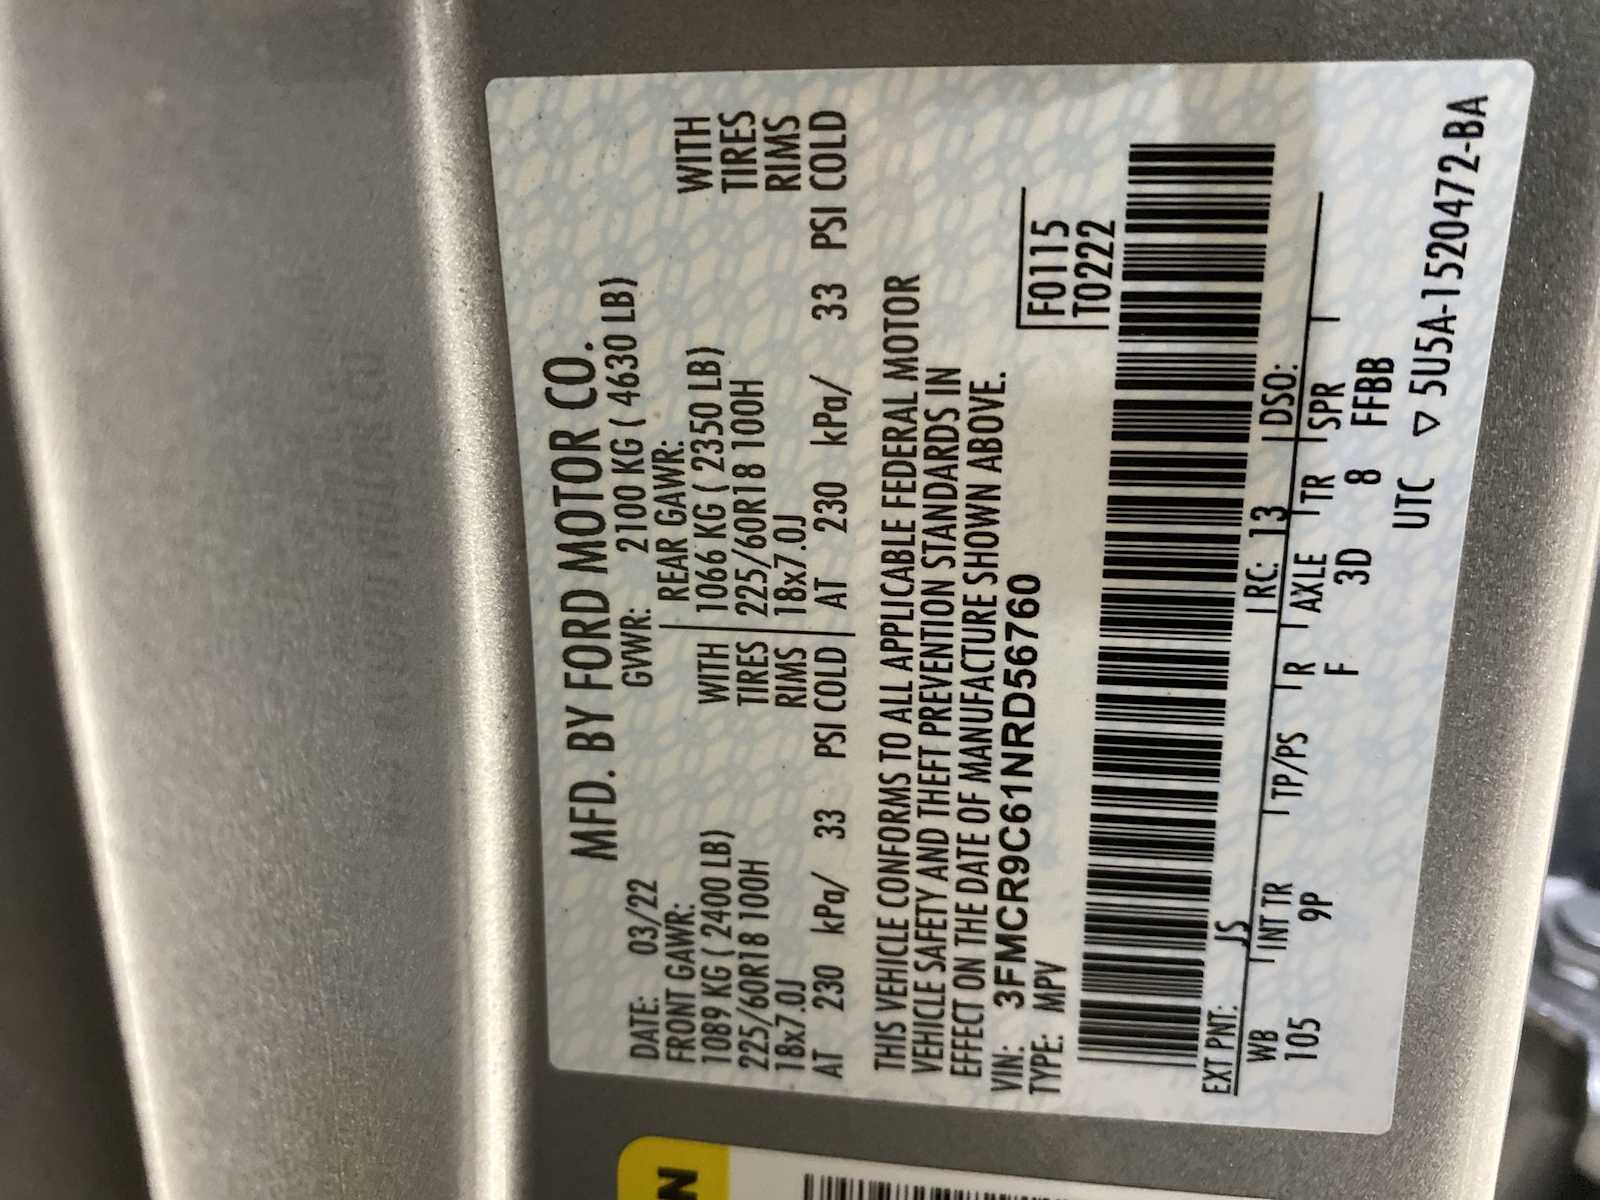 MFD. BY FORD MOTOR CO.
DATE: 03/22 GVWR: 2100 KG ( 4630 LB)
FRONT GAWR: REAR GAWR:
1089 KG ( 2400 LB) WITH 1066 KG ( 2350 LB) WITH
225/60R18 100H TIRES 225/60R18 100H TIRES
18x7.0J RIMS 18x7.0J RIMS
AT 230 kPa/ 33 PSI COLD AT 230 kPa/ 33 PSI COLD
THIS VEHICLE CONFORMS TO ALL APPLICABLE FEDERAL MOTOR
VEHICLE SAFETY AND THEFT PREVENTION STANDARDS IN
EFFECT ON THE DATE OF MANUFACTURE SHOWN ABOVE.
VIN: 3FMCR9C61NRD56760 F0115
TYPE: MPV T0222
EXT PNT: JS RC: 13 DSO:
WB INT TR TP/PS R AXLE TR SPR
105 9P F 3D 8 FFBB
UTC ▽ 5U5A-1520472-BA
N